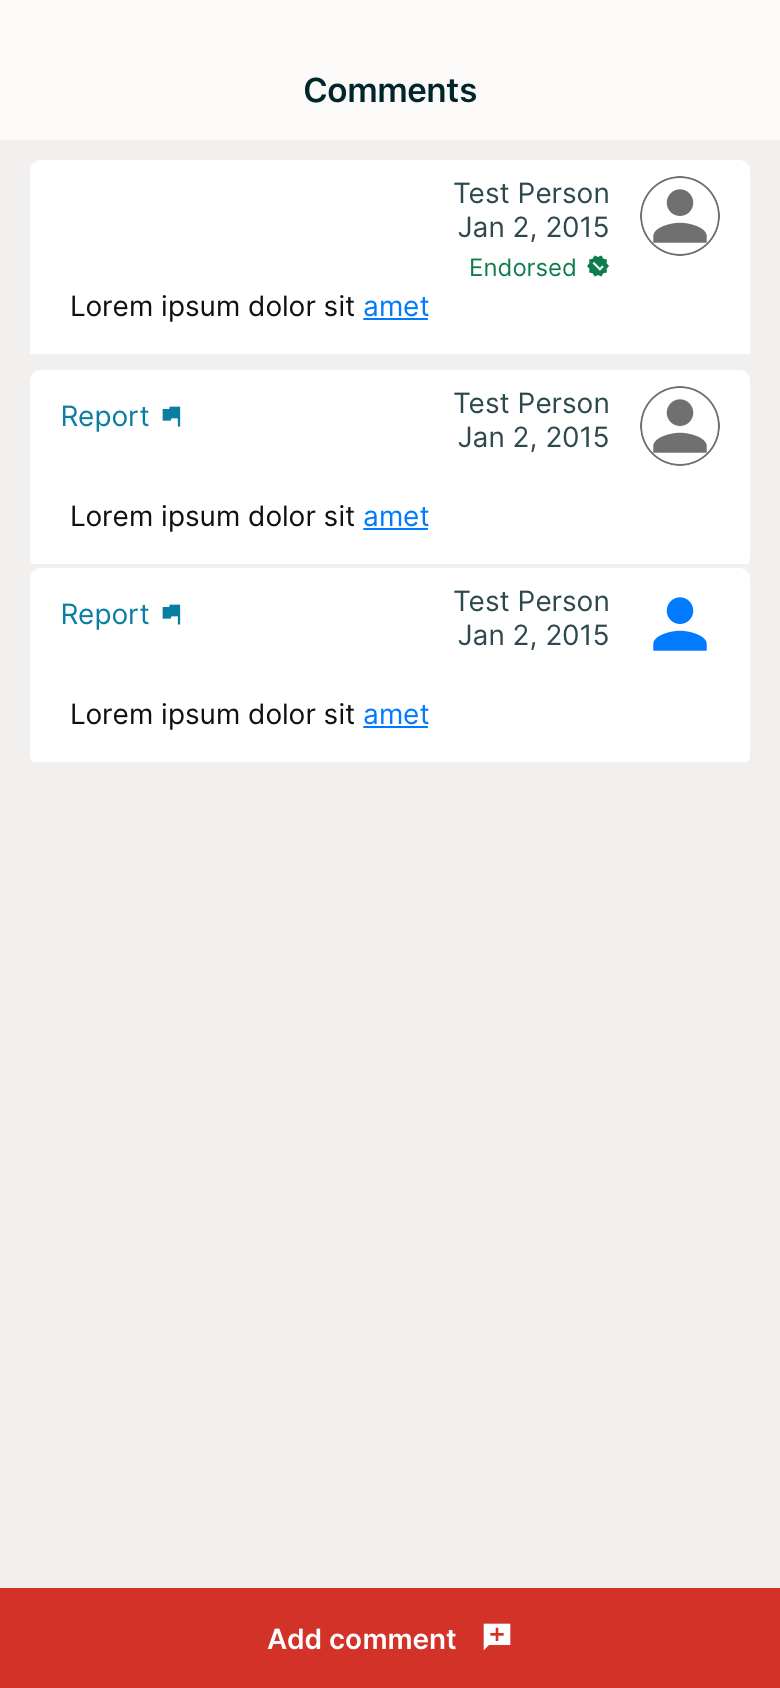 Comments
Test Person
Jan 2, 2015
Endorsed
Lorem ipsum dolor sit amet
Report
Test Person
Jan 2, 2015
Lorem ipsum dolor sit amet
Report
Test Person
Jan 2, 2015
Lorem ipsum dolor sit amet
Add comment